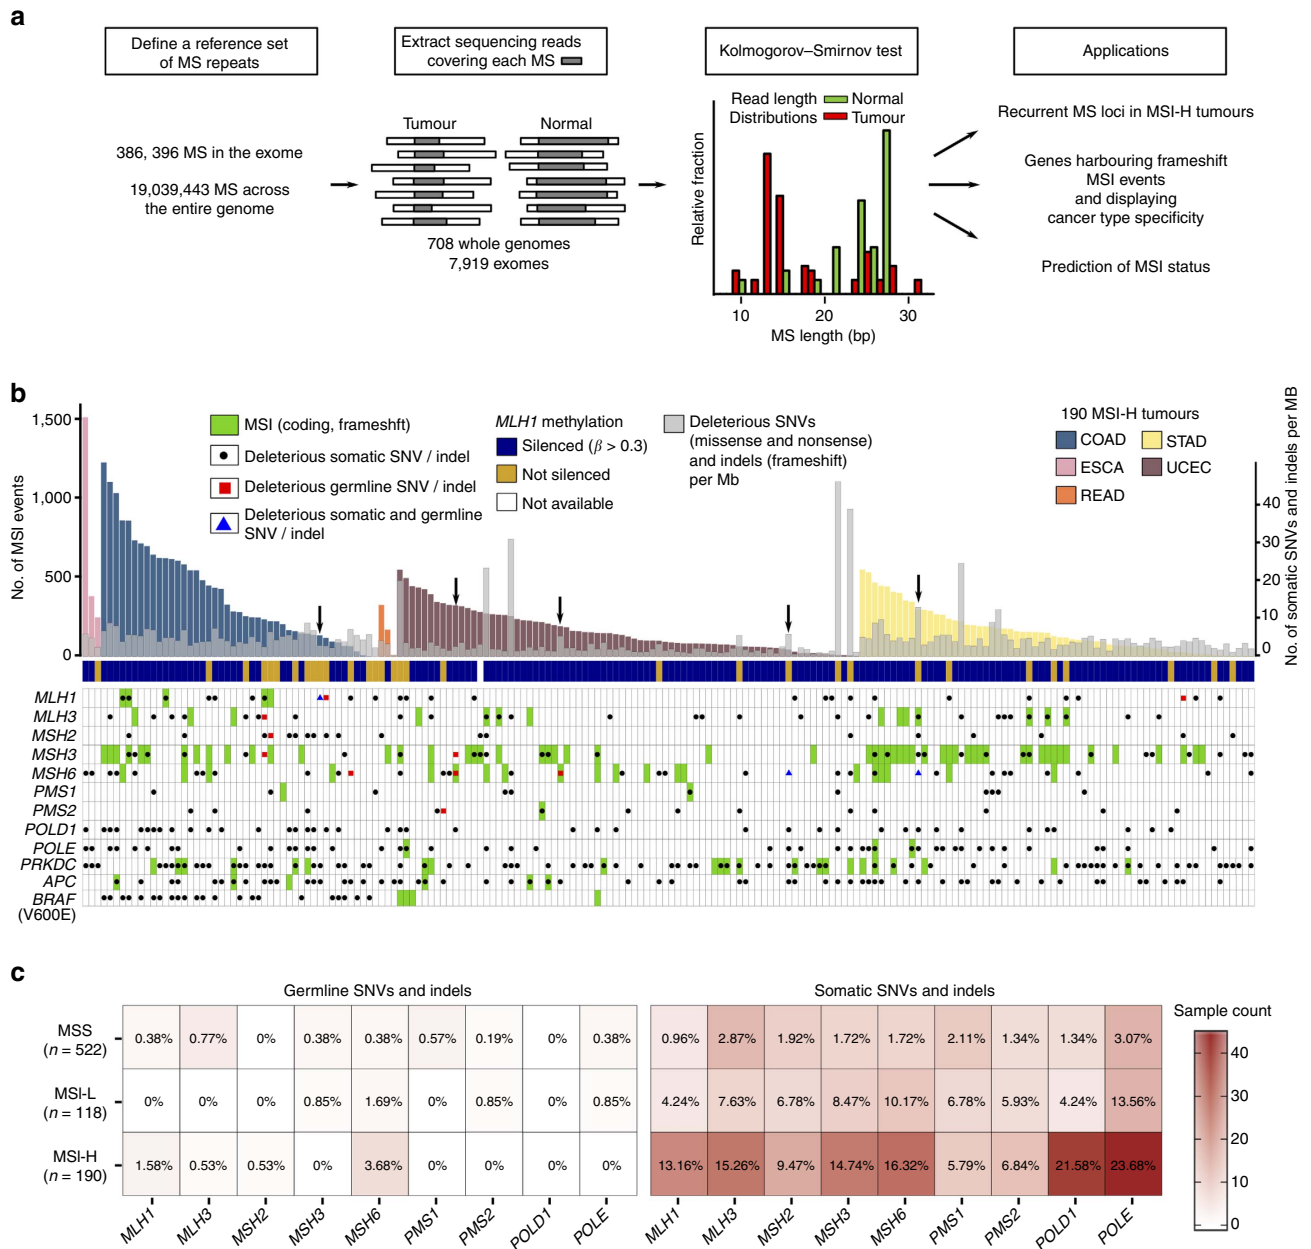 a
Define a reference set
of MS repeats
Extract sequencing reads
covering each MS
Kolmogorov–Smirnov test
Applications
386, 396 MS in the exome
19,039,443 MS across
the entire genome
Tumour
Normal
708 whole genomes
7,919 exomes
Read length
Distributions
Normal
Tumour
Relative fraction
10
20
30
MS length (bp)
Recurrent MS loci in MSI-H tumours
Genes harbouring frameshift
MSI events
and displaying
cancer type specificity
Prediction of MSI status
b
No. of MSI events
1,500
1,000
500
0
MSI (coding, frameshft)
Deleterious somatic SNV / indel
Deleterious germline SNV / indel
Deleterious somatic and germline
SNV / indel
MLH1 methylation
Silenced (β > 0.3)
Not silenced
Not available
Deleterious SNVs
(missense and nonsense)
and indels (frameshift)
per Mb
190 MSI-H tumours
COAD
ESCA
READ
STAD
UCEC
40
30
20
10
0
No. of somatic SNVs and indels per MB
MLH1
MLH3
MSH2
MSH3
MSH6
PMS1
PMS2
POLD1
POLE
PRKDC
APC
BRAF
(V600E)
c
Germline SNVs and indels
Somatic SNVs and indels
MSS
(n = 522)
0.38% 0.77% 0% 0.38% 0.38% 0.57% 0.19% 0% 0.38% 0.96% 2.87% 1.92% 1.72% 1.72% 2.11% 1.34% 1.34% 3.07%
MSI-L
(n = 118)
0% 0% 0% 0.85% 1.69% 0% 0.85% 0% 0.85% 4.24% 7.63% 6.78% 8.47% 10.17% 6.78% 5.93% 4.24% 13.56%
MSI-H
(n = 190)
1.58% 0.53% 0.53% 0% 3.68% 0% 0% 0% 0% 13.16% 15.26% 9.47% 14.74% 16.32% 5.79% 6.84% 21.58% 23.68%
MLH1 MLH3 MSH2 MSH3 MSH6 PMS1 PMS2 POLD1 POLE MLH1 MLH3 MSH2 MSH3 MSH6 PMS1 PMS2 POLD1 POLE
Sample count
40
30
20
10
0